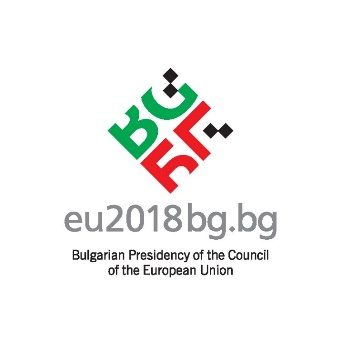 BG
БГ
eu2018bg.bg
Bulgarian Presidency of the Council
of the European Union